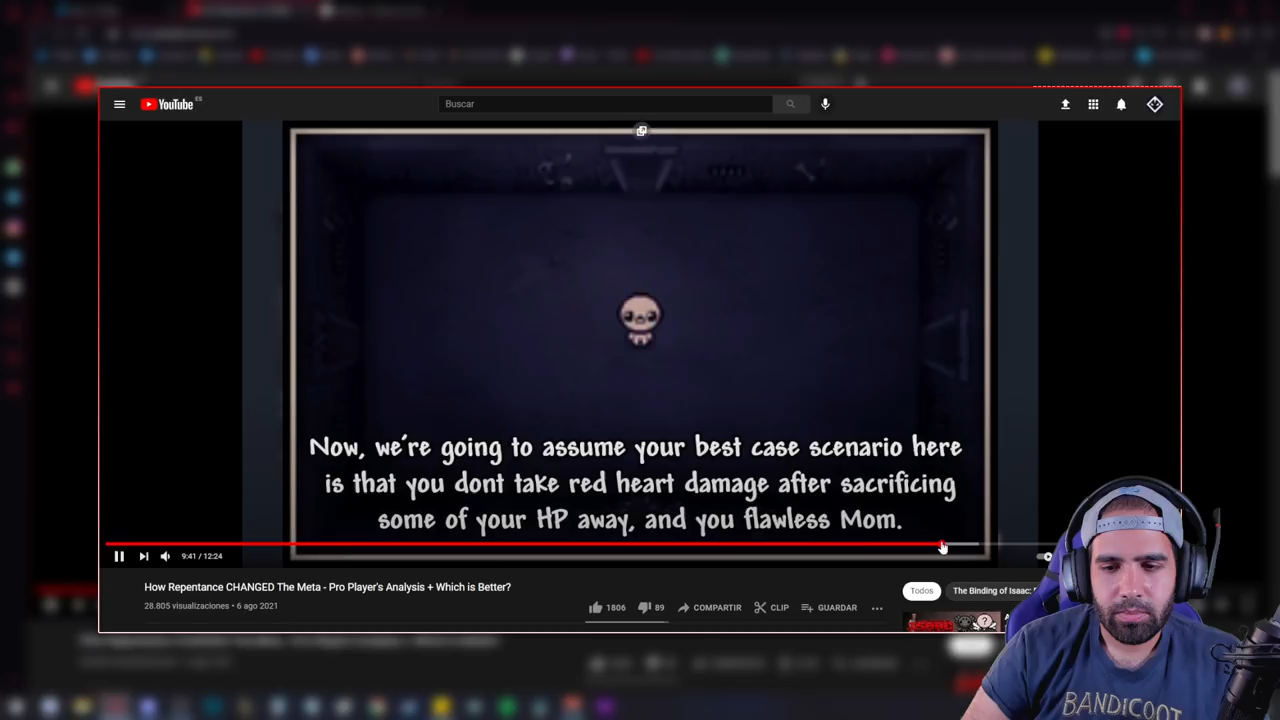 YouTube ES
Buscar
Now, we're going to assume your best case scenario here
is that you dont take red heart damage after sacrificing
some of your HP away, and you flawless Mom.
9:41 / 12:24
How Repentance CHANGED The Meta - Pro Player's Analysis + Which is Better?
28.805 visualizaciones • 6 ago 2021
1806 89 COMPARTIR CLIP GUARDAR
Todos The Binding of Isaac:
BANDICOOT